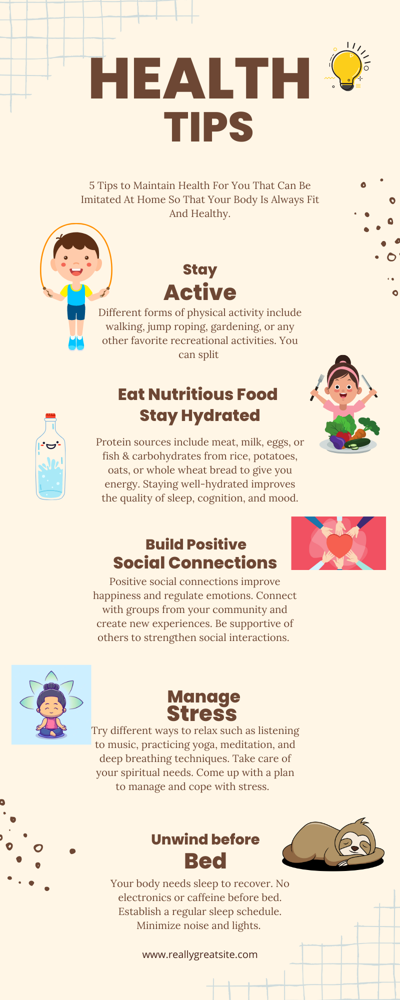 HEALTH
TIPS
5 Tips to Maintain Health For You That Can Be
Imitated At Home So That Your Body Is Always Fit
And Healthy.
Stay
Active
Different forms of physical activity include
walking, jump roping, gardening, or any
other favorite recreational activities. You
can split
Eat Nutritious Food
Stay Hydrated
Protein sources include meat, milk, eggs, or
fish & carbohydrates from rice, potatoes,
oats, or whole wheat bread to give you
energy. Staying well-hydrated improves
the quality of sleep, cognition, and mood.
Build Positive
Social Connections
Positive social connections improve
happiness and regulate emotions. Connect
with groups from your community and
create new experiences. Be supportive of
others to strengthen social interactions.
Manage
Stress
Try different ways to relax such as listening
to music, practicing yoga, meditation, and
deep breathing techniques. Take care of
your spiritual needs. Come up with a plan
to manage and cope with stress.
Unwind before
Bed
Your body needs sleep to recover. No
electronics or caffeine before bed.
Establish a regular sleep schedule.
Minimize noise and lights.
www.reallygreatsite.com